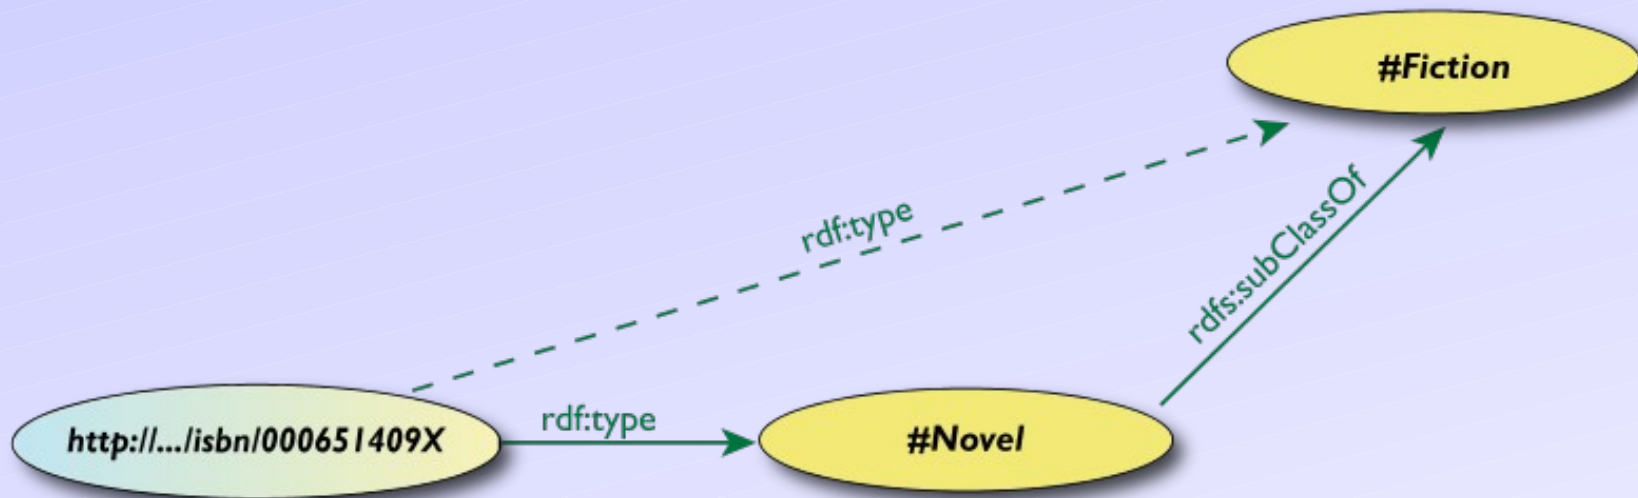 #Fiction
rdf:type
rdfs:subClassOf
http://.../isbn/000651409X
rdf:type
#Novel